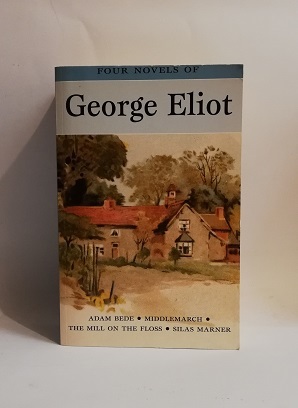 FOUR NOVELS OF
George Eliot
ADAM BEDE • MIDDLEMARCH •
THE MILL ON THE FLOSS • SILAS MARNER